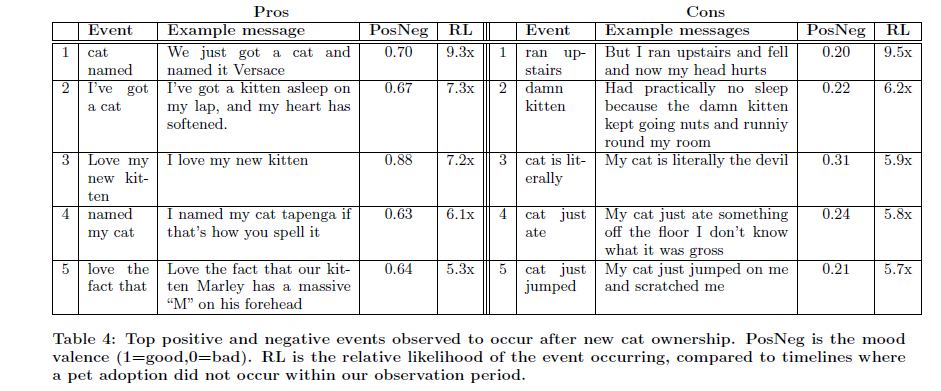 Pros Cons
Event Example message PosNeg RL Event Example messages PosNeg RL
1 cat We just got a cat and 0.70 9.3x 1 ran up- But I ran upstairs and fell 0.20 9.5x
named named it Versace stairs and now my head hurts
2 I've got I've got a kitten asleep on 0.67 7.3x 2 damn Had practically no sleep 0.22 6.2x
a cat my lap, and my heart has kitten because the damn kitten
softened. kept going nuts and runniy
round my room
3 Love my I love my new kitten 0.88 7.2x 3 cat is lit- My cat is literally the devil 0.31 5.9x
new kit- erally
ten
4 named I named my cat tapenga if 0.63 6.1x 4 cat just My cat just ate something 0.24 5.8x
my cat that's how you spell it ate off the floor I don't know
what it was gross
5 love the Love the fact that our kit- 0.64 5.3x 5 cat just My cat just jumped on me 0.21 5.7x
fact that ten Marley has a massive jumped and scratched me
"M" on his forehead
Table 4: Top positive and negative events observed to occur after new cat ownership. PosNeg is the mood
valence (1=good,0=bad). RL is the relative likelihood of the event occurring, compared to timelines where
a pet adoption did not occur within our observation period.